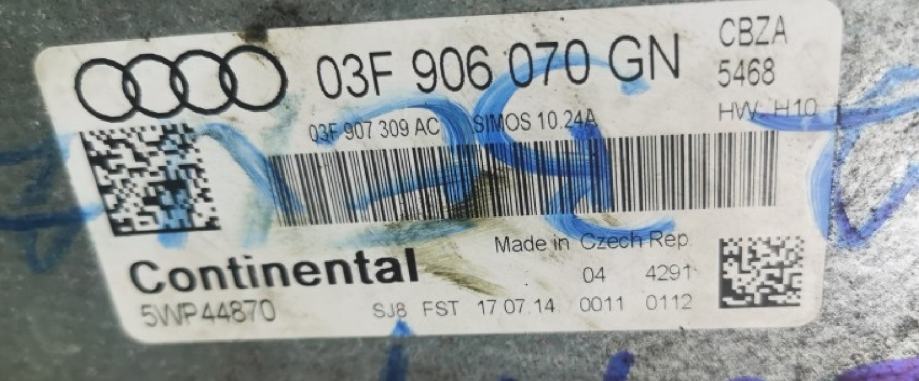 03F 906 070 GN
CBZA
5468
HW H10
03F 907 309 AC SIMOS 10.24A
Continental
5WP44870
Made in Czech Rep
04 4291
SJ8 FST 17 07.14 0011 0112